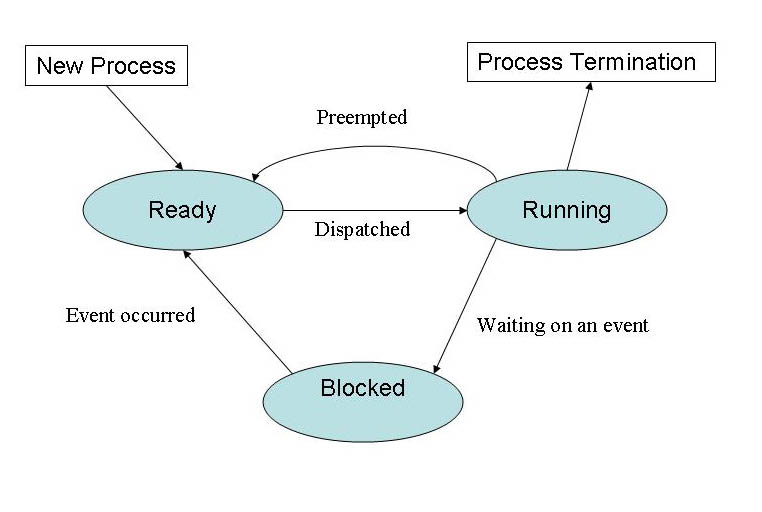 New Process
Process Termination
Preempted
Ready
Running
Dispatched
Event occurred
Waiting on an event
Blocked